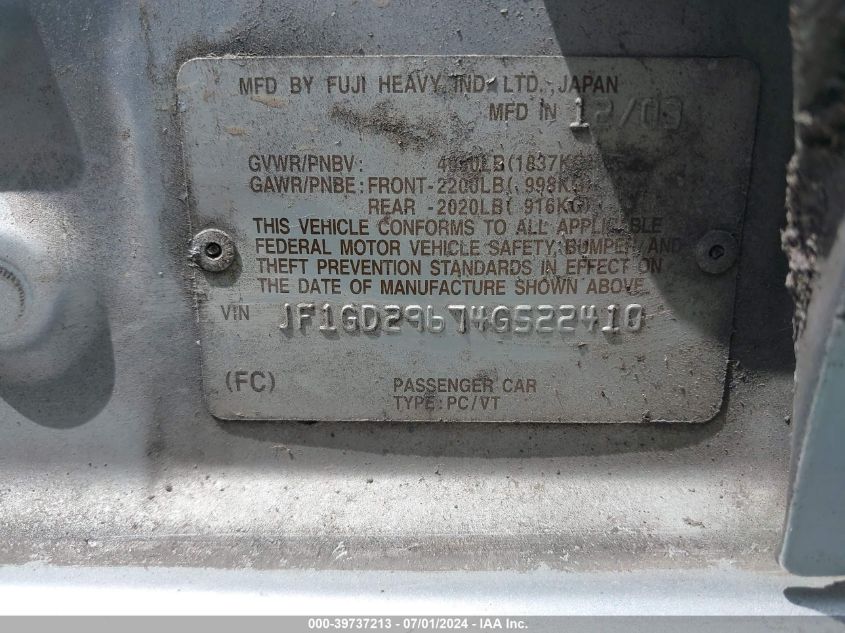 MFD BY FUJI HEAVY IND. LTD. JAPAN
MFD IN 12/03
GVWR/PNBV: 4050LB(1837KG)
GAWR/PNBE: FRONT-2200LB( 998KG)
REAR -2020LB( 916KG)
THIS VEHICLE CONFORMS TO ALL APPLICABLE
FEDERAL MOTOR VEHICLE SAFETY, BUMPER, AND
THEFT PREVENTION STANDARDS IN EFFECT ON
THE DATE OF MANUFACTURE SHOWN ABOVE.
VIN JF1GD29674G522410
(FC) PASSENGER CAR
TYPE: PC/VT
000-39737213 - 07/01/2024 - IAA Inc.